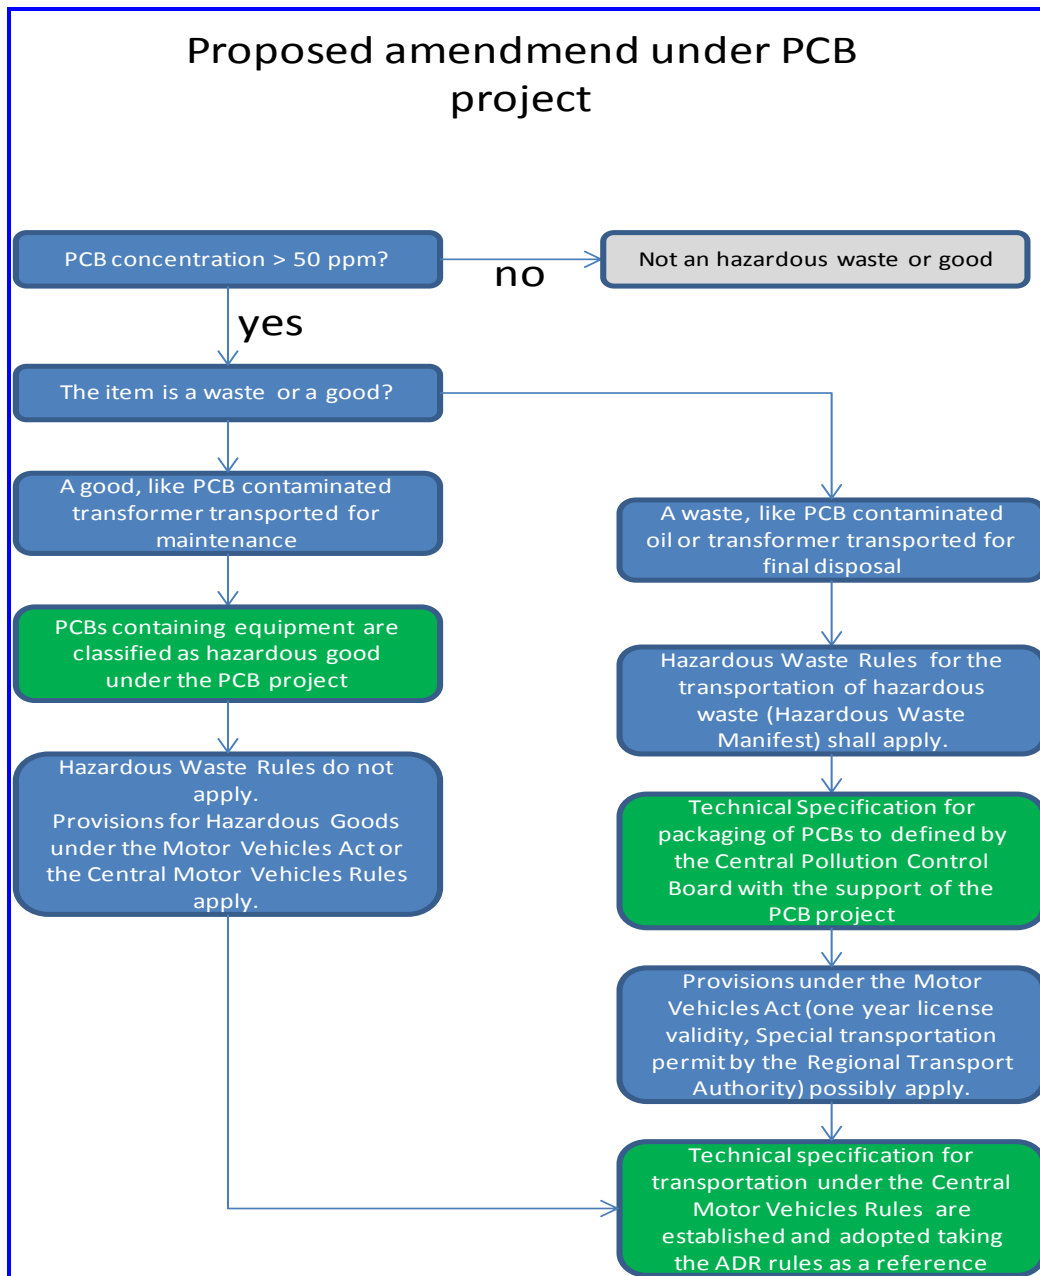 Proposed amendmend under PCB
project
PCB concentration > 50 ppm?
no
Not an hazardous waste or good
yes
The item is a waste or a good?
A good, like PCB contaminated
transformer transported for
maintenance
PCBs containing equipment are
classified as hazardous good
under the PCB project
Hazardous Waste Rules do not
apply.
Provisions for Hazardous Goods
under the Motor Vehicles Act or
the Central Motor Vehicles Rules
apply.
A waste, like PCB contaminated
oil or transformer transported for
final disposal
Hazardous Waste Rules for the
transportation of hazardous
waste (Hazardous Waste
Manifest) shall apply.
Technical Specification for
packaging of PCBs to defined by
the Central Pollution Control
Board with the support of the
PCB project
Provisions under the Motor
Vehicles Act (one year license
validity, Special transportation
permit by the Regional Transport
Authority) possibly apply.
Technical specification for
transportation under the Central
Motor Vehicles Rules are
established and adopted taking
the ADR rules as a reference